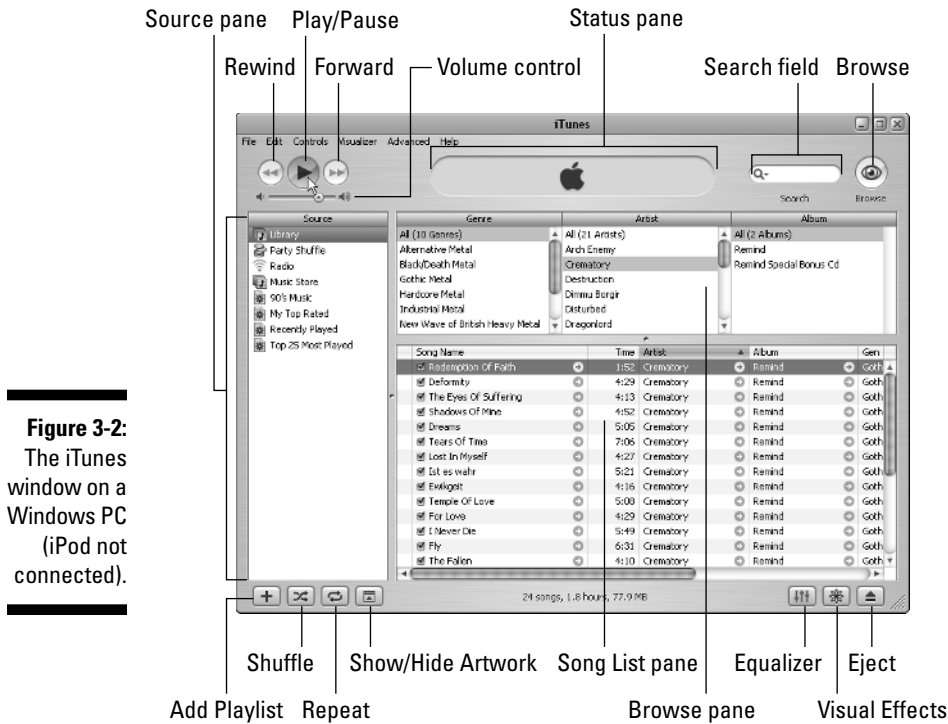 Source pane Play/Pause Status pane
Rewind Forward Volume control Search field Browse
iTunes
File Edit Controls Visualizer Advanced Help
Search Browse
Source Genre Artist Album
Library
Party Shuffle
Radio
Music Store
90's Music
My Top Rated
Recently Played
Top 25 Most Played
All (10 Genres)
Alternative Metal
Black/Death Metal
Gothic Metal
Hardcore Metal
Industrial Metal
New Wave of British Heavy Metal
All (21 Artists)
Arch Enemy
Crematory
Destruction
Dimmu Borgir
Disturbed
Dragonlord
All (2 Albums)
Remind
Remind Special Bonus Cd
Song Name Time Artist Album Gen
Redemption Of Faith 1:52 Crematory Remind Goth
Deformity 4:29 Crematory Remind Goth
The Eyes Of Suffering 4:13 Crematory Remind Goth
Shadows Of Mine 4:52 Crematory Remind Goth
Dreams 5:05 Crematory Remind Goth
Tears Of Time 7:06 Crematory Remind Goth
Lost In Myself 4:27 Crematory Remind Goth
Ist es wahr 5:21 Crematory Remind Goth
Ewikgeit 4:16 Crematory Remind Goth
Temple Of Love 5:08 Crematory Remind Goth
For Love 4:29 Crematory Remind Goth
I Never Die 5:49 Crematory Remind Goth
Fly 6:31 Crematory Remind Goth
The Fallen 4:10 Crematory Remind Goth
24 songs, 1.8 hours, 77.9 MB
Figure 3-2:
The iTunes
window on a
Windows PC
(iPod not
connected).
Shuffle Show/Hide Artwork Song List pane Equalizer Eject
Add Playlist Repeat Browse pane Visual Effects